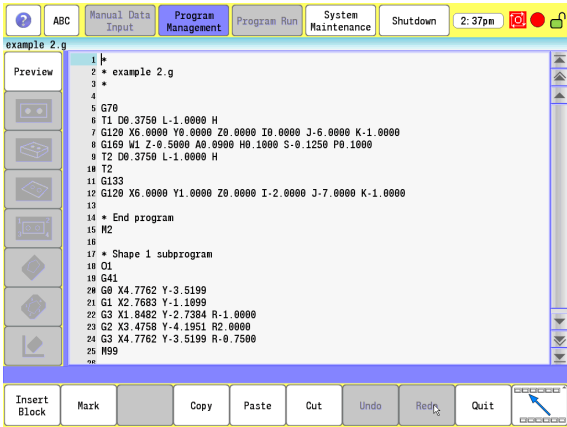 ?
ABC
Manual Data Input
Program Management
Program Run
System Maintenance
Shutdown
2:37pm
example 2.g
Preview
1 *
2 * example 2.g
3 *
4
5 G70
6 T1 D0.3750 L-1.0000 H
7 G120 X6.0000 Y0.0000 Z0.0000 I0.0000 J-6.0000 K-1.0000
8 G169 W1 Z-0.5000 A0.0900 H0.1000 S-0.1250 P0.1000
9 T2 D0.3750 L-1.0000 H
10 T2
11 G133
12 G120 X6.0000 Y1.0000 Z0.0000 I-2.0000 J-7.0000 K-1.0000
13
14 * End program
15 M2
16
17 * Shape 1 subprogram
18 O1
19 G41
20 G0 X4.7762 Y-3.5199
21 G1 X2.7683 Y-1.1099
22 G3 X1.8482 Y-2.7384 R-1.0000
23 G2 X3.4758 Y-4.1951 R2.0000
24 G3 X4.7762 Y-3.5199 R-0.7500
25 M99
26
Insert Block
Mark
Copy
Paste
Cut
Undo
Redo
Quit